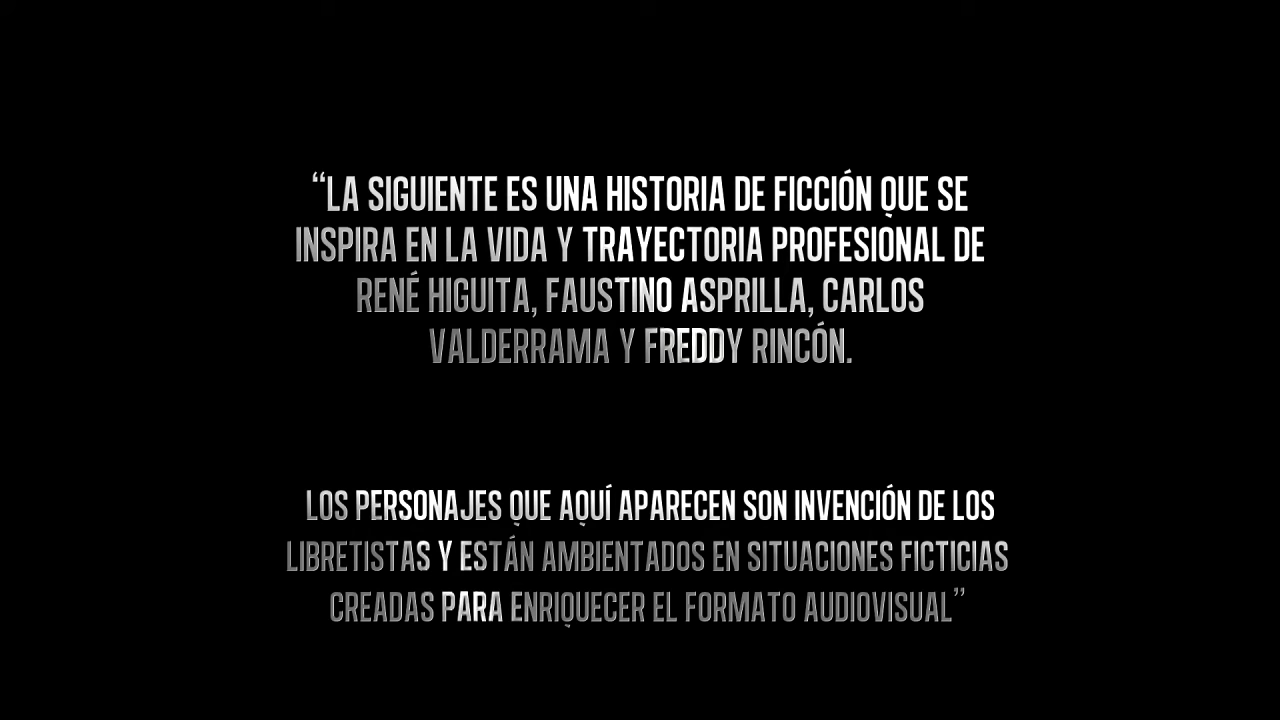 “LA SIGUIENTE ES UNA HISTORIA DE FICCIÓN QUE SE
INSPIRA EN LA VIDA Y TRAYECTORIA PROFESIONAL DE
RENÉ HIGUITA, FAUSTINO ASPRILLA, CARLOS
VALDERRAMA Y FREDDY RINCÓN.
LOS PERSONAJES QUE AQUÍ APARECEN SON INVENCIÓN DE LOS
LIBRETISTAS Y ESTÁN AMBIENTADOS EN SITUACIONES FICTICIAS
CREADAS PARA ENRIQUECER EL FORMATO AUDIOVISUAL”